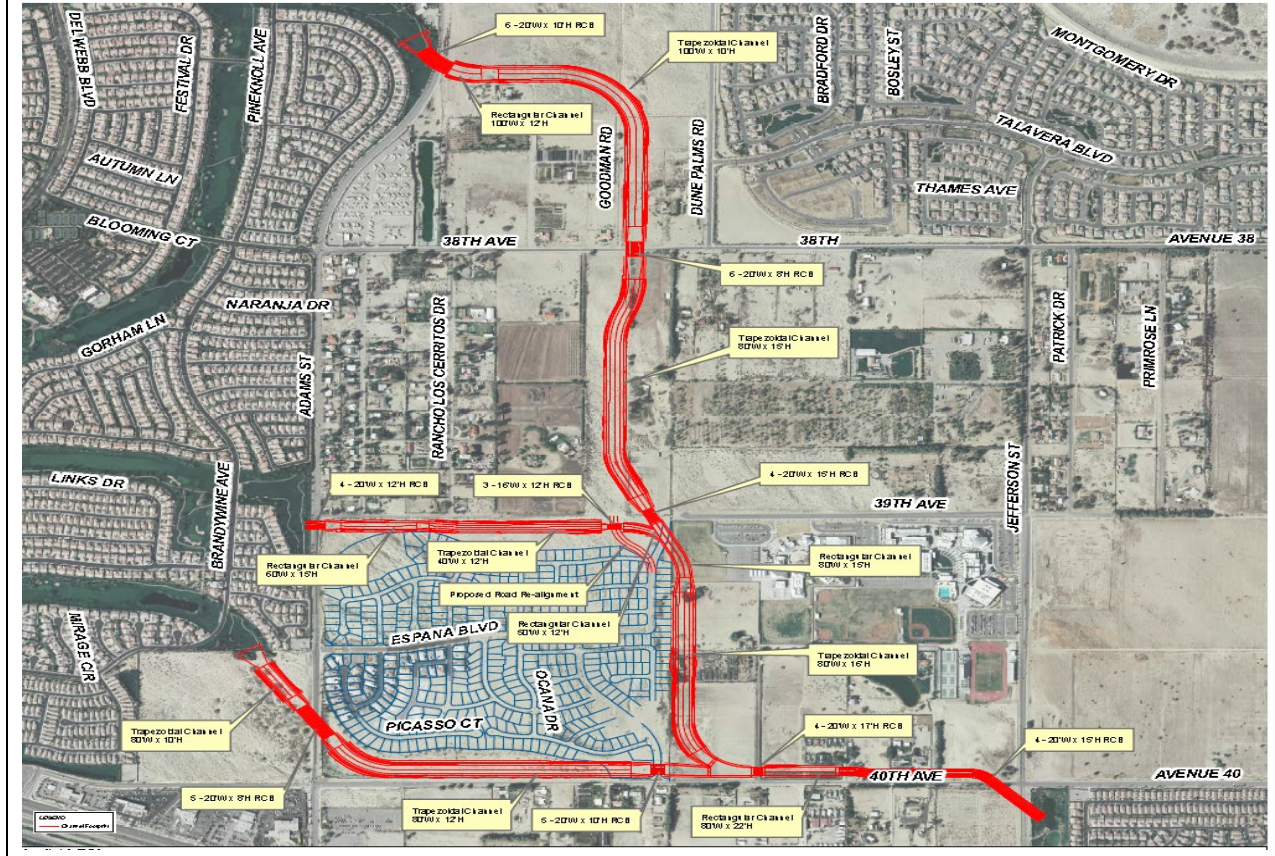 6 - 20'W x 10'H RCB
Trapezoidal Channel
100'W x 10'H
Rectangular Channel
100'W x 12'H
DEL WEBB BLVD
FESTIVAL DR
PINEKNOLL AVE
BRADFORD DR
BOSLEY ST
MONTGOMERY DR
TALAVERA BLVD
THAMES AVE
AUTUMN LN
BLOOMING CT
GOODMAN RD
DUNE PALMS RD
38TH AVE
38TH
AVENUE 38
6 - 20'W x 8'H RCB
NARANJA DR
GORHAM LN
ADAMS ST
RANCHO LOS CERRITOS DR
Trapezoidal Channel
80'W x 15'H
PATRICK DR
PRIMROSE LN
JEFFERSON ST
LINKS DR
BRANDYWINE AVE
4 - 20'W x 12'H RCB
3 - 16'W x 12'H RCB
4 - 20'W x 15'H RCB
39TH AVE
Rectangular Channel
60'W x 15'H
Trapezoidal Channel
40'W x 12'H
Rectangular Channel
80'W x 15'H
Proposed Road Re-alignment
Rectangular Channel
50'W x 12'H
MIRAGE CIR
ESPANA BLVD
OCANA DR
PICASSO CT
Trapezoidal Channel
80'W x 16'H
Trapezoidal Channel
80'W x 10'H
4 - 20'W x 17'H RCB
4 - 20'W x 15'H RCB
40TH AVE
AVENUE 40
5 - 20'W x 8'H RCB
Trapezoidal Channel
80'W x 12'H
5 - 20'W x 10'H RCB
Rectangular Channel
80'W x 22'H
LEGEND
Channel Footprint